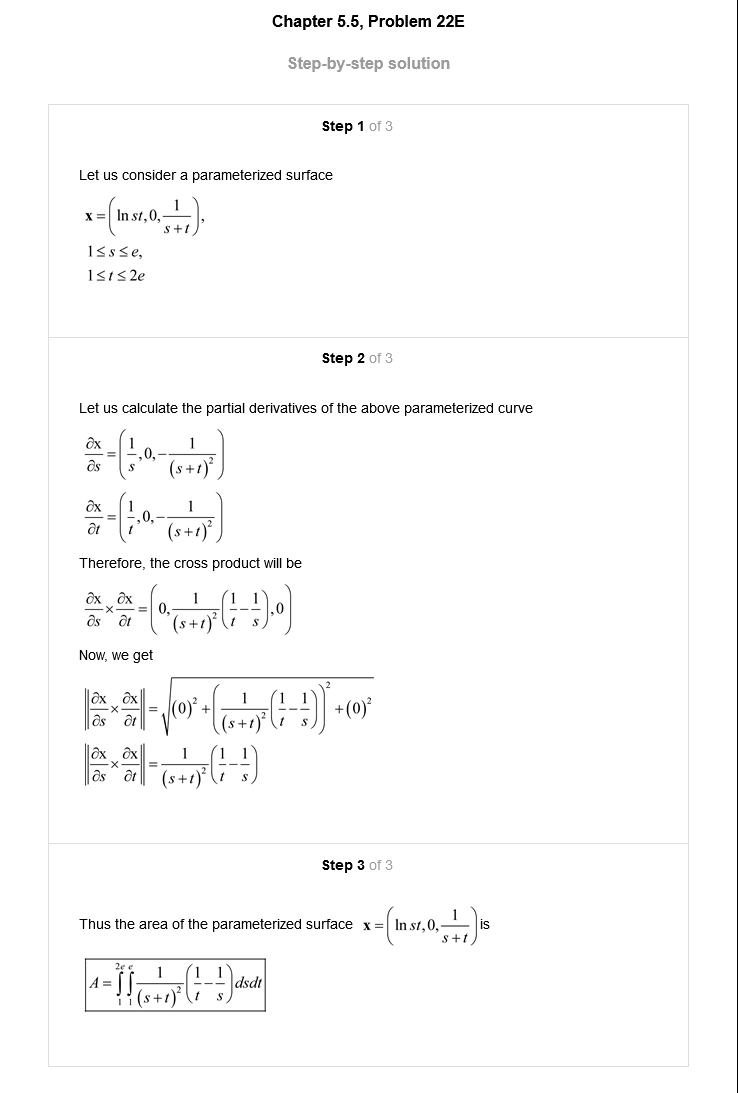 Chapter 5.5, Problem 22E
Step-by-step solution
Step 1 of 3
Let us consider a parameterized surface
$\mathbf{x} = \left( \ln st, 0, \frac{1}{s+t} \right),$
$1 \le s \le e,$
$1 \le t \le 2e$
Step 2 of 3
Let us calculate the partial derivatives of the above parameterized curve
$\frac{\partial \mathrm{x}}{\partial s} = \left( \frac{1}{s}, 0, -\frac{1}{(s+t)^2} \right)$
$\frac{\partial \mathrm{x}}{\partial t} = \left( \frac{1}{t}, 0, -\frac{1}{(s+t)^2} \right)$
Therefore, the cross product will be
$\frac{\partial \mathrm{x}}{\partial s} \times \frac{\partial \mathrm{x}}{\partial t} = \left( 0, \frac{1}{(s+t)^2} \left( \frac{1}{t} - \frac{1}{s} \right), 0 \right)$
Now, we get
$\left\| \frac{\partial \mathrm{x}}{\partial s} \times \frac{\partial \mathrm{x}}{\partial t} \right\| = \sqrt{(0)^2 + \left( \frac{1}{(s+t)^2} \left( \frac{1}{t} - \frac{1}{s} \right) \right)^2 + (0)^2}$
$\left\| \frac{\partial \mathrm{x}}{\partial s} \times \frac{\partial \mathrm{x}}{\partial t} \right\| = \frac{1}{(s+t)^2} \left( \frac{1}{t} - \frac{1}{s} \right)$
Step 3 of 3
Thus the area of the parameterized surface $\mathbf{x} = \left( \ln st, 0, \frac{1}{s+t} \right)$ is
$A = \int_{1}^{2e} \int_{1}^{e} \frac{1}{(s+t)^2} \left( \frac{1}{t} - \frac{1}{s} \right) dsdt$